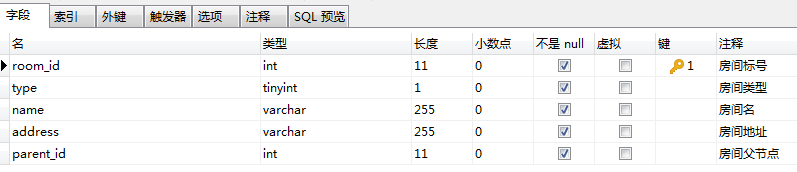 字段 索引 外键 触发器 选项 注释 SQL 预览
名 类型 长度 小数点 不是 null 虚拟 键 注释
room_id int 11 0 1 房间标号
type tinyint 1 0 房间类型
name varchar 255 0 房间名
address varchar 255 0 房间地址
parent_id int 11 0 房间父节点